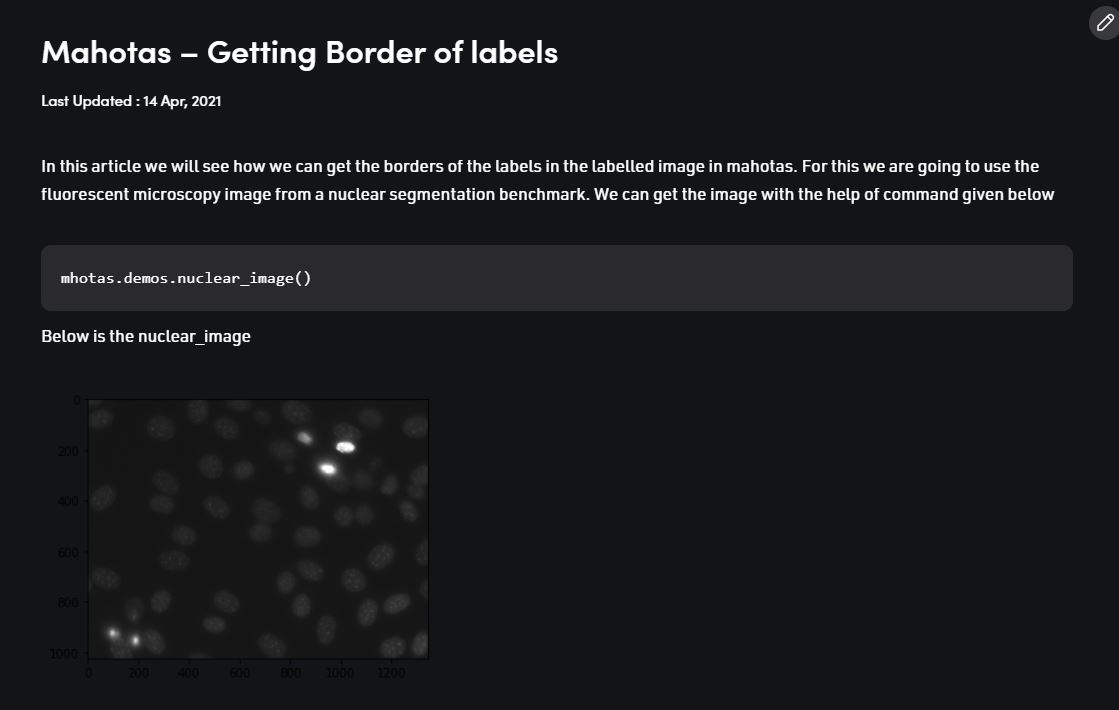 Mahotas – Getting Border of labels
Last Updated : 14 Apr, 2021
In this article we will see how we can get the borders of the labels in the labelled image in mahotas. For this we are going to use the
fluorescent microscopy image from a nuclear segmentation benchmark. We can get the image with the help of command given below
mhotas.demos.nuclear_image()
Below is the nuclear_image
0
200
400
600
800
1000
0 200 400 600 800 1000 1200